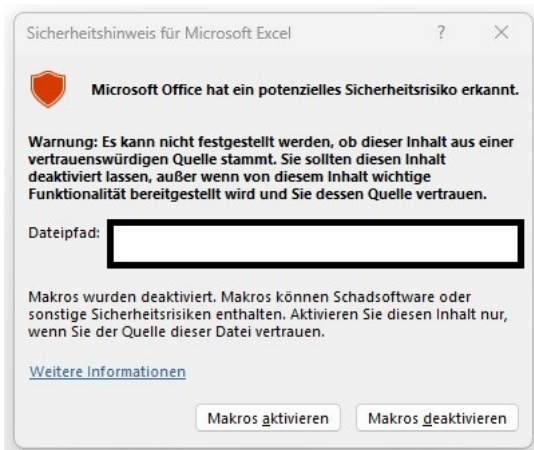 Sicherheitshinweis für Microsoft Excel
Microsoft Office hat ein potenzielles Sicherheitsrisiko erkannt.
Warnung: Es kann nicht festgestellt werden, ob dieser Inhalt aus einer
vertrauenswürdigen Quelle stammt. Sie sollten diesen Inhalt
deaktiviert lassen, außer wenn von diesem Inhalt wichtige
Funktionalität bereitgestellt wird und Sie dessen Quelle vertrauen.
Dateipfad:
Makros wurden deaktiviert. Makros können Schadsoftware oder
sonstige Sicherheitsrisiken enthalten. Aktivieren Sie diesen Inhalt nur,
wenn Sie der Quelle dieser Datei vertrauen.
Weitere Informationen
Makros aktivieren Makros deaktivieren